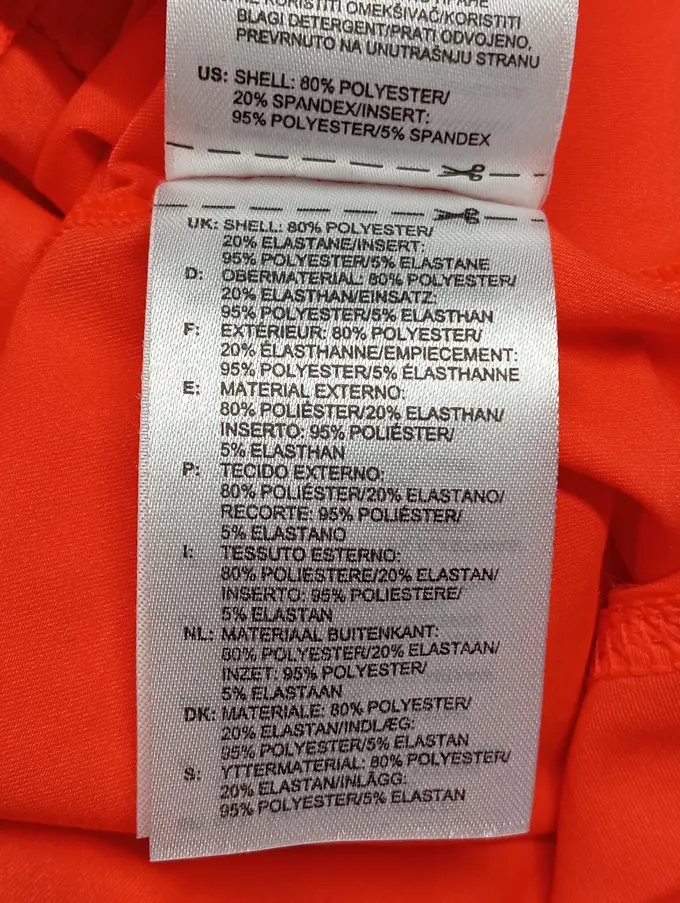 KORISTITI OMEKŠIVAČ/KORISTITI
BLAGI DETERGENT/PRATI ODVOJENO,
PREVRNUTO NA UNUTRAŠNJU STRANU
US: SHELL: 80% POLYESTER/
20% SPANDEX/INSERT:
95% POLYESTER/5% SPANDEX
UK: SHELL: 80% POLYESTER/
20% ELASTANE/INSERT:
95% POLYESTER/5% ELASTANE
D: OBERMATERIAL: 80% POLYESTER/
20% ELASTHAN/EINSATZ:
95% POLYESTER/5% ELASTHAN
F: EXTÉRIEUR: 80% POLYESTER/
20% ÉLASTHANNE/EMPIECEMENT:
95% POLYESTER/5% ÉLASTHANNE
E: MATERIAL EXTERNO:
80% POLIÉSTER/20% ELASTHAN/
INSERTO: 95% POLIÉSTER/
5% ELASTHAN
P: TECIDO EXTERNO:
80% POLIÉSTER/20% ELASTANO/
RECORTE: 95% POLIÉSTER/
5% ELASTANO
I: TESSUTO ESTERNO:
80% POLIESTERE/20% ELASTAN/
INSERTO: 95% POLIESTERE/
5% ELASTAN
NL: MATERIAAL BUITENKANT:
80% POLYESTER/20% ELASTAAN/
INZET: 95% POLYESTER/
5% ELASTAAN
DK: MATERIALE: 80% POLYESTER/
20% ELASTAN/INDLÆG:
95% POLYESTER/5% ELASTAN
S: YTTERMATERIAL: 80% POLYESTER/
20% ELASTAN/INLÄGG:
95% POLYESTER/5% ELASTAN